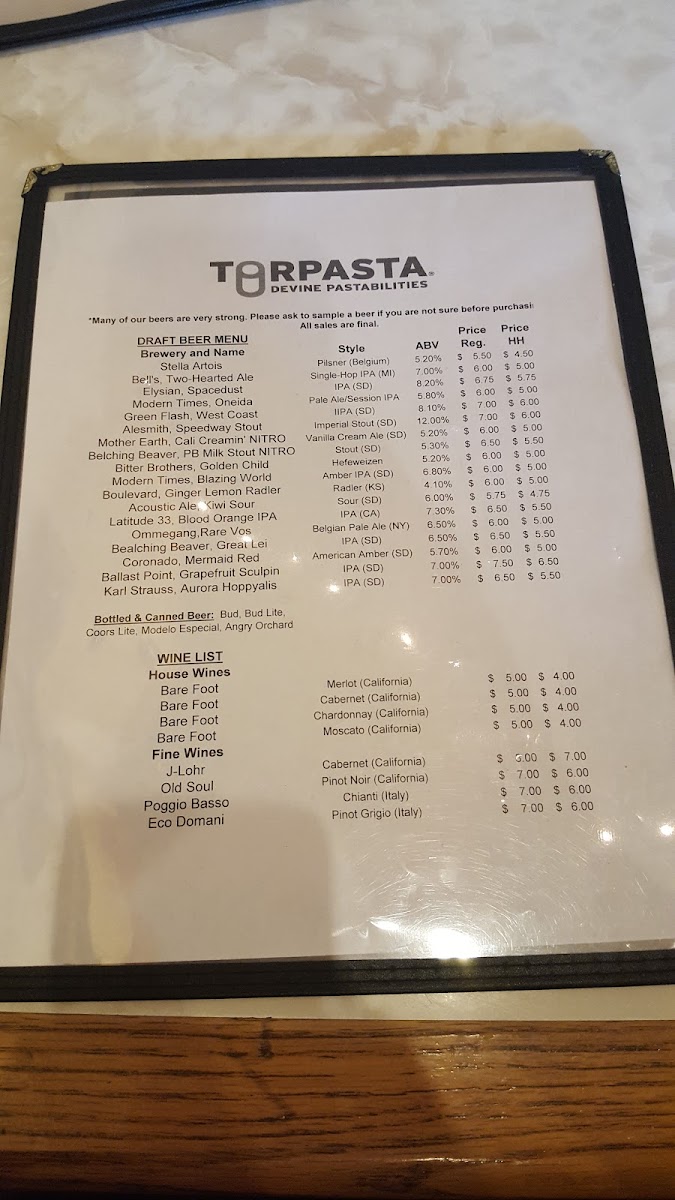 TORPASTA®
DEVINE PASTABILITIES
*Many of our beers are very strong. Please ask to sample a beer if you are not sure before purchasi
All sales are final.
DRAFT BEER MENU Price Price
Brewery and Name Style ABV Reg. HH
Stella Artois Pilsner (Belgium) 5.20% $ 5.50 $ 4.50
Bell's, Two-Hearted Ale Single-Hop IPA (MI) 7.00% $ 6.00 $ 5.00
Elysian, Spacedust IPA (SD) 8.20% $ 6.75 $ 5.75
Modern Times, Oneida Pale Ale/Session IPA 5.80% $ 6.00 $ 5.00
Green Flash, West Coast IIPA (SD) 8.10% $ 7.00 $ 6.00
Alesmith, Speedway Stout Imperial Stout (SD) 12.00% $ 7.00 $ 6.00
Mother Earth, Cali Creamin' NITRO Vanilla Cream Ale (SD) 5.20% $ 6.00 $ 5.00
Belching Beaver, PB Milk Stout NITRO Stout (SD) 5.30% $ 6.50 $ 5.50
Bitter Brothers, Golden Child Hefeweizen 5.20% $ 6.00 $ 5.00
Modern Times, Blazing World Amber IPA (SD) 6.80% $ 6.00 $ 5.00
Boulevard, Ginger Lemon Radler Radler (KS) 4.10% $ 6.00 $ 5.00
Acoustic Ale, Kiwi Sour Sour (SD) 6.00% $ 5.75 $ 4.75
Latitude 33, Blood Orange IPA IPA (CA) 7.30% $ 6.50 $ 5.50
Ommegang,Rare Vos Belgian Pale Ale (NY) 6.50% $ 6.00 $ 5.00
Bealching Beaver, Great Lei IPA (SD) 6.50% $ 6.50 $ 5.50
Coronado, Mermaid Red American Amber (SD) 5.70% $ 6.00 $ 5.00
Ballast Point, Grapefruit Sculpin IPA (SD) 7.00% $ 7.50 $ 6.50
Karl Strauss, Aurora Hoppyalis IPA (SD) 7.00% $ 6.50 $ 5.50
Bottled & Canned Beer: Bud, Bud Lite,
Coors Lite, Modelo Especial, Angry Orchard
WINE LIST
House Wines
Bare Foot Merlot (California) $ 5.00 $ 4.00
Bare Foot Cabernet (California) $ 5.00 $ 4.00
Bare Foot Chardonnay (California) $ 5.00 $ 4.00
Bare Foot Moscato (California) $ 5.00 $ 4.00
Fine Wines
J-Lohr Cabernet (California) $ $ 7.00
Old Soul Pinot Noir (California) $ 7.00 $ 6.00
Poggio Basso Chianti (Italy) $ 7.00 $ 6.00
Eco Domani Pinot Grigio (Italy) $ 7.00 $ 6.00